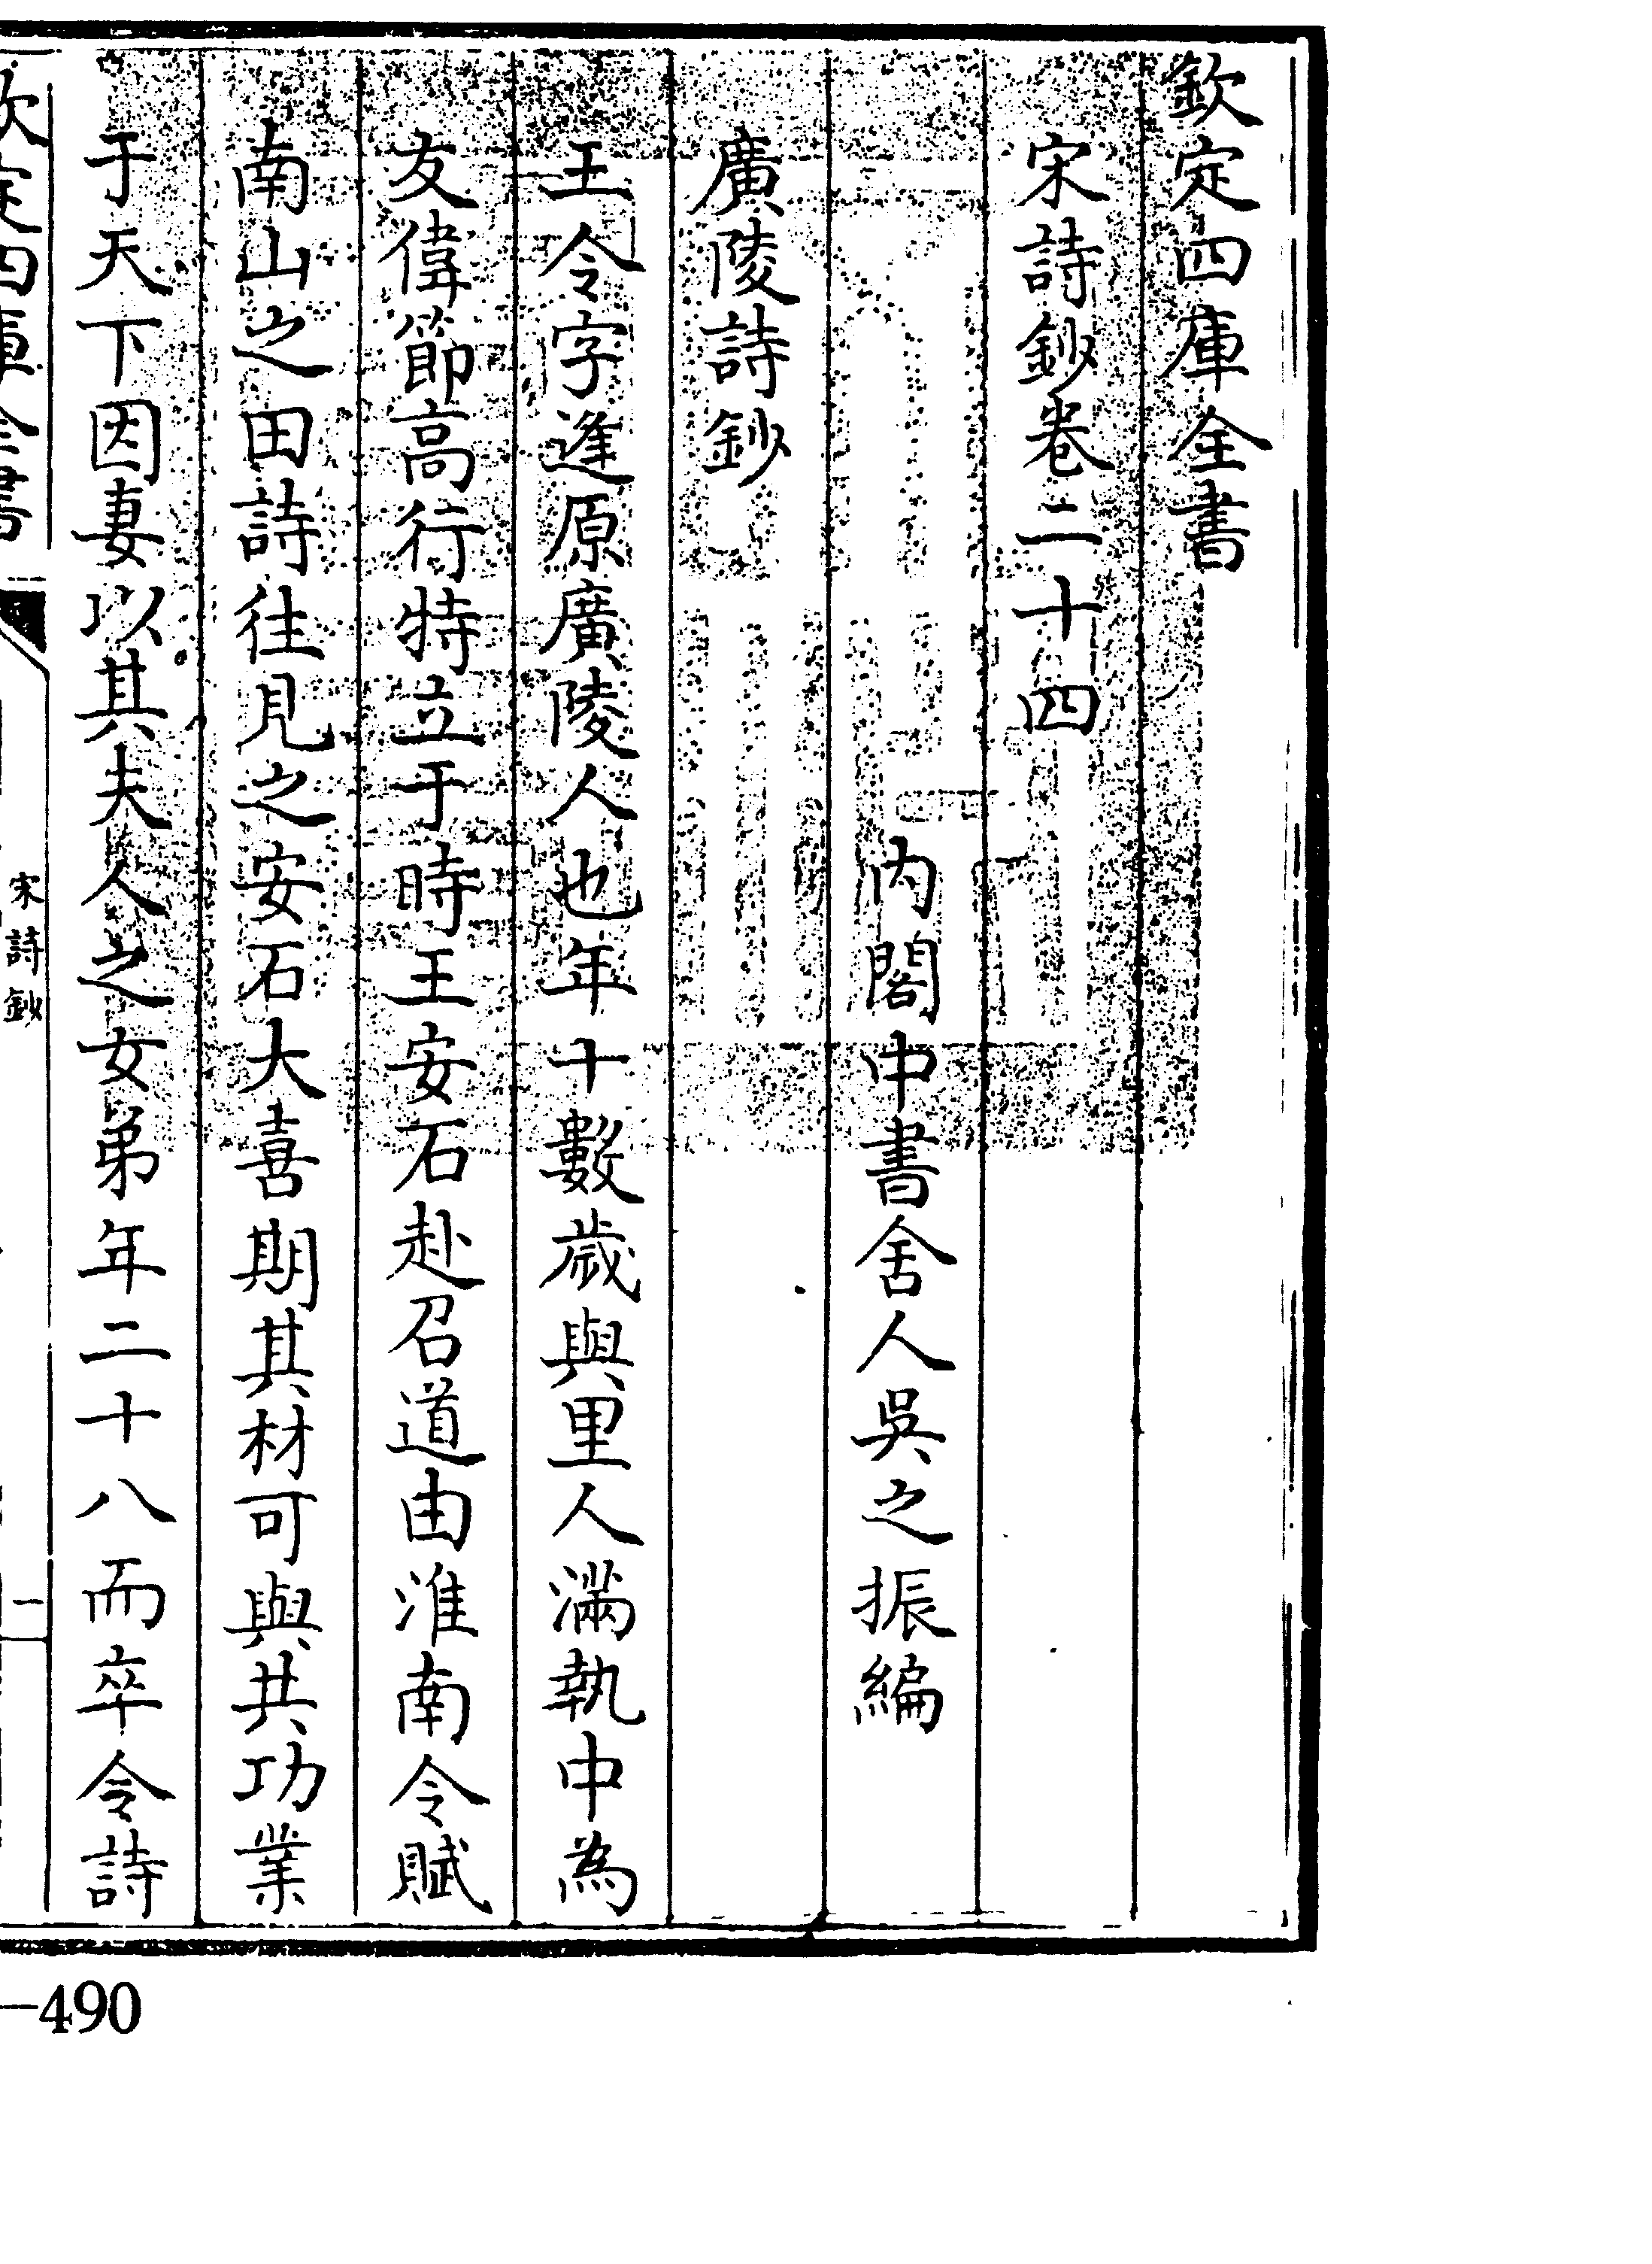 欽定四庫全書
宋詩鈔卷二十四
內閣中書舍人吳之振編
廣陵詩鈔
王令字逢原廣陵人也年十數歲與里人滿執中為
友偉節高行特立于時王安石赴召道由淮南令賦
南山之田詩往見之安石大喜期其材可與共功業
于天下因妻以其夫人之女弟年二十八而卒令詩
欽定四庫全書
宋詩鈔
一
-490